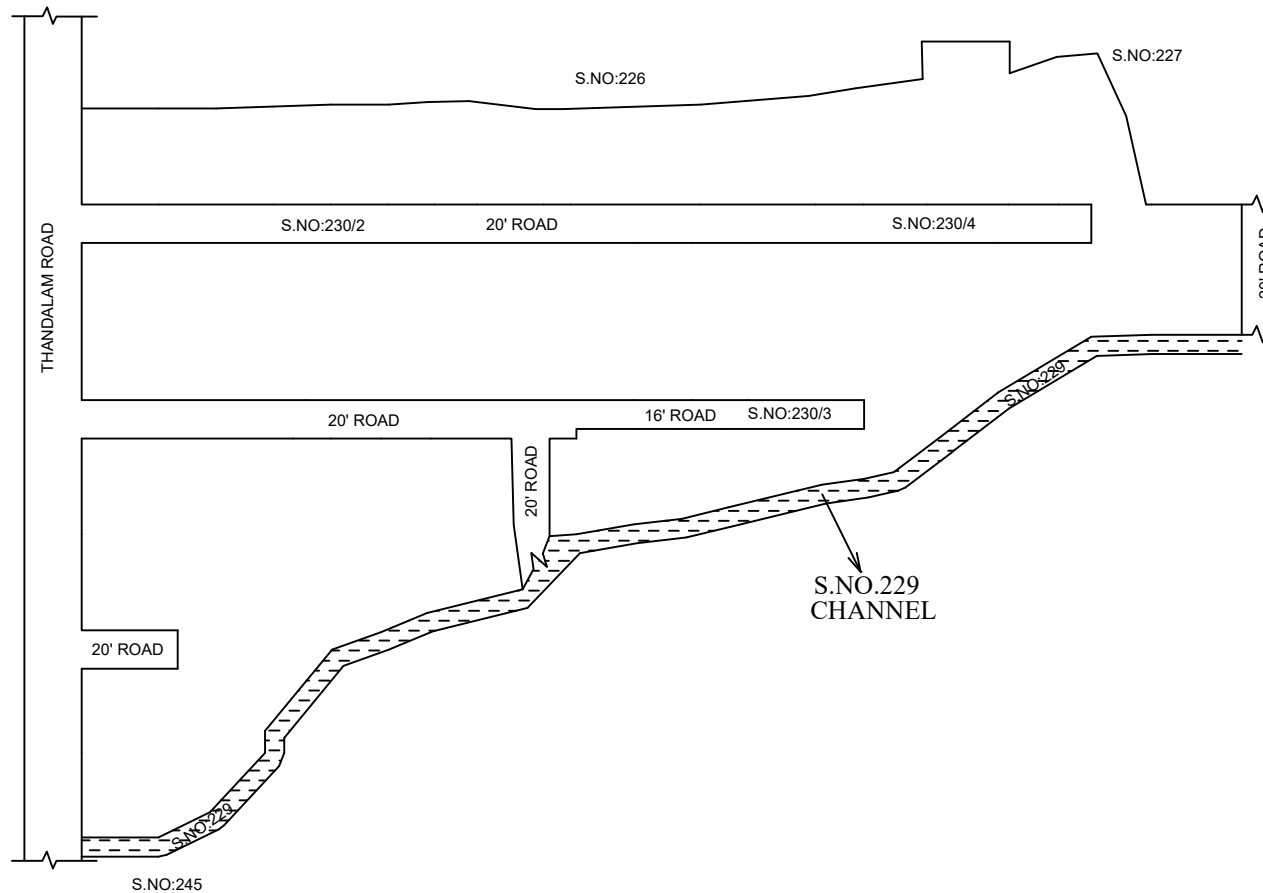 S.NO:227
S.NO:226
S.NO:230/2
20' ROAD
S.NO:230/4
THANDALAM ROAD
20' ROAD
16' ROAD
S.NO:230/3
S.NO:229
20' ROAD
S.NO.229
CHANNEL
20' ROAD
S.NO:229
S.NO:245